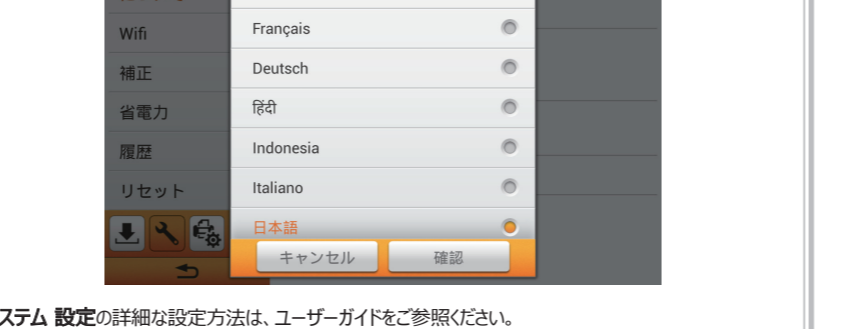 Wifi
補正
省電力
履歴
リセット
Français
Deutsch
हिंदी
Indonesia
Italiano
日本語
キャンセル
確認
ステム 設定の詳細な設定方法は、ユーザーガイドをご参照ください。